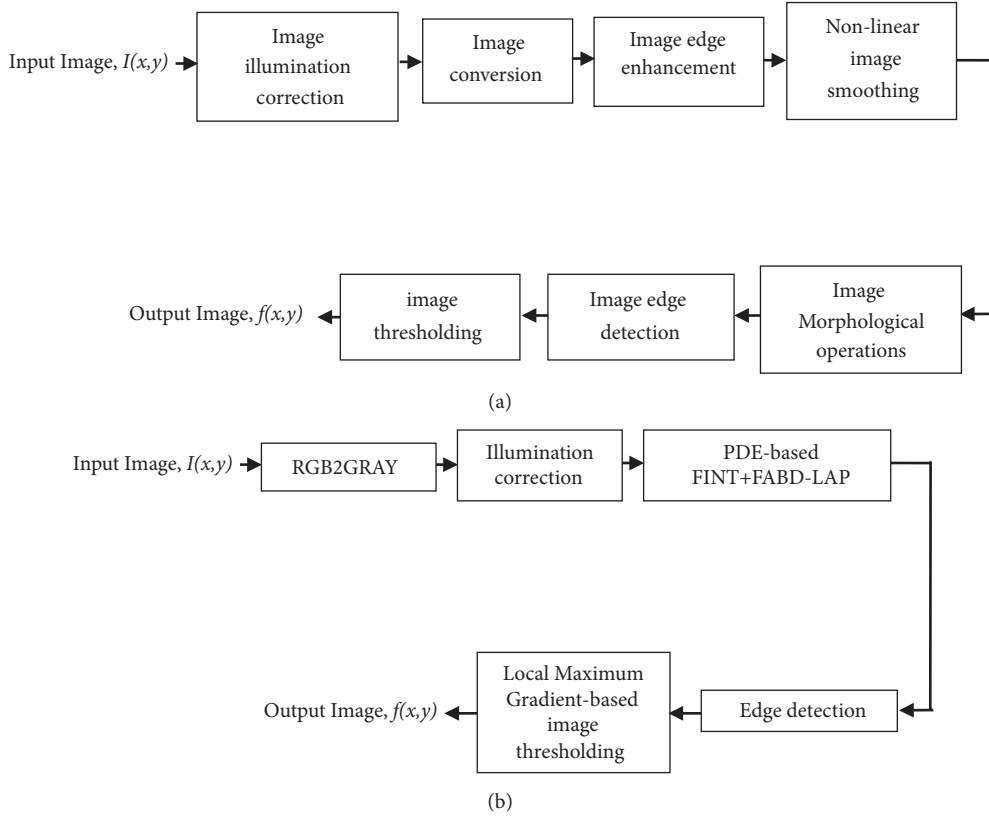 Input Image, I(x,y)
Image
illumination
correction
Image
conversion
Image edge
enhancement
Non-linear
image
smoothing
Image
Morphological
operations
Image edge
detection
image
thresholding
Output Image, f(x,y)
(a)
Input Image, I(x,y)
RGB2GRAY
Illumination
correction
PDE-based
FINT+FABD-LAP
Edge detection
Local Maximum
Gradient-based
image
thresholding
Output Image, f(x,y)
(b)